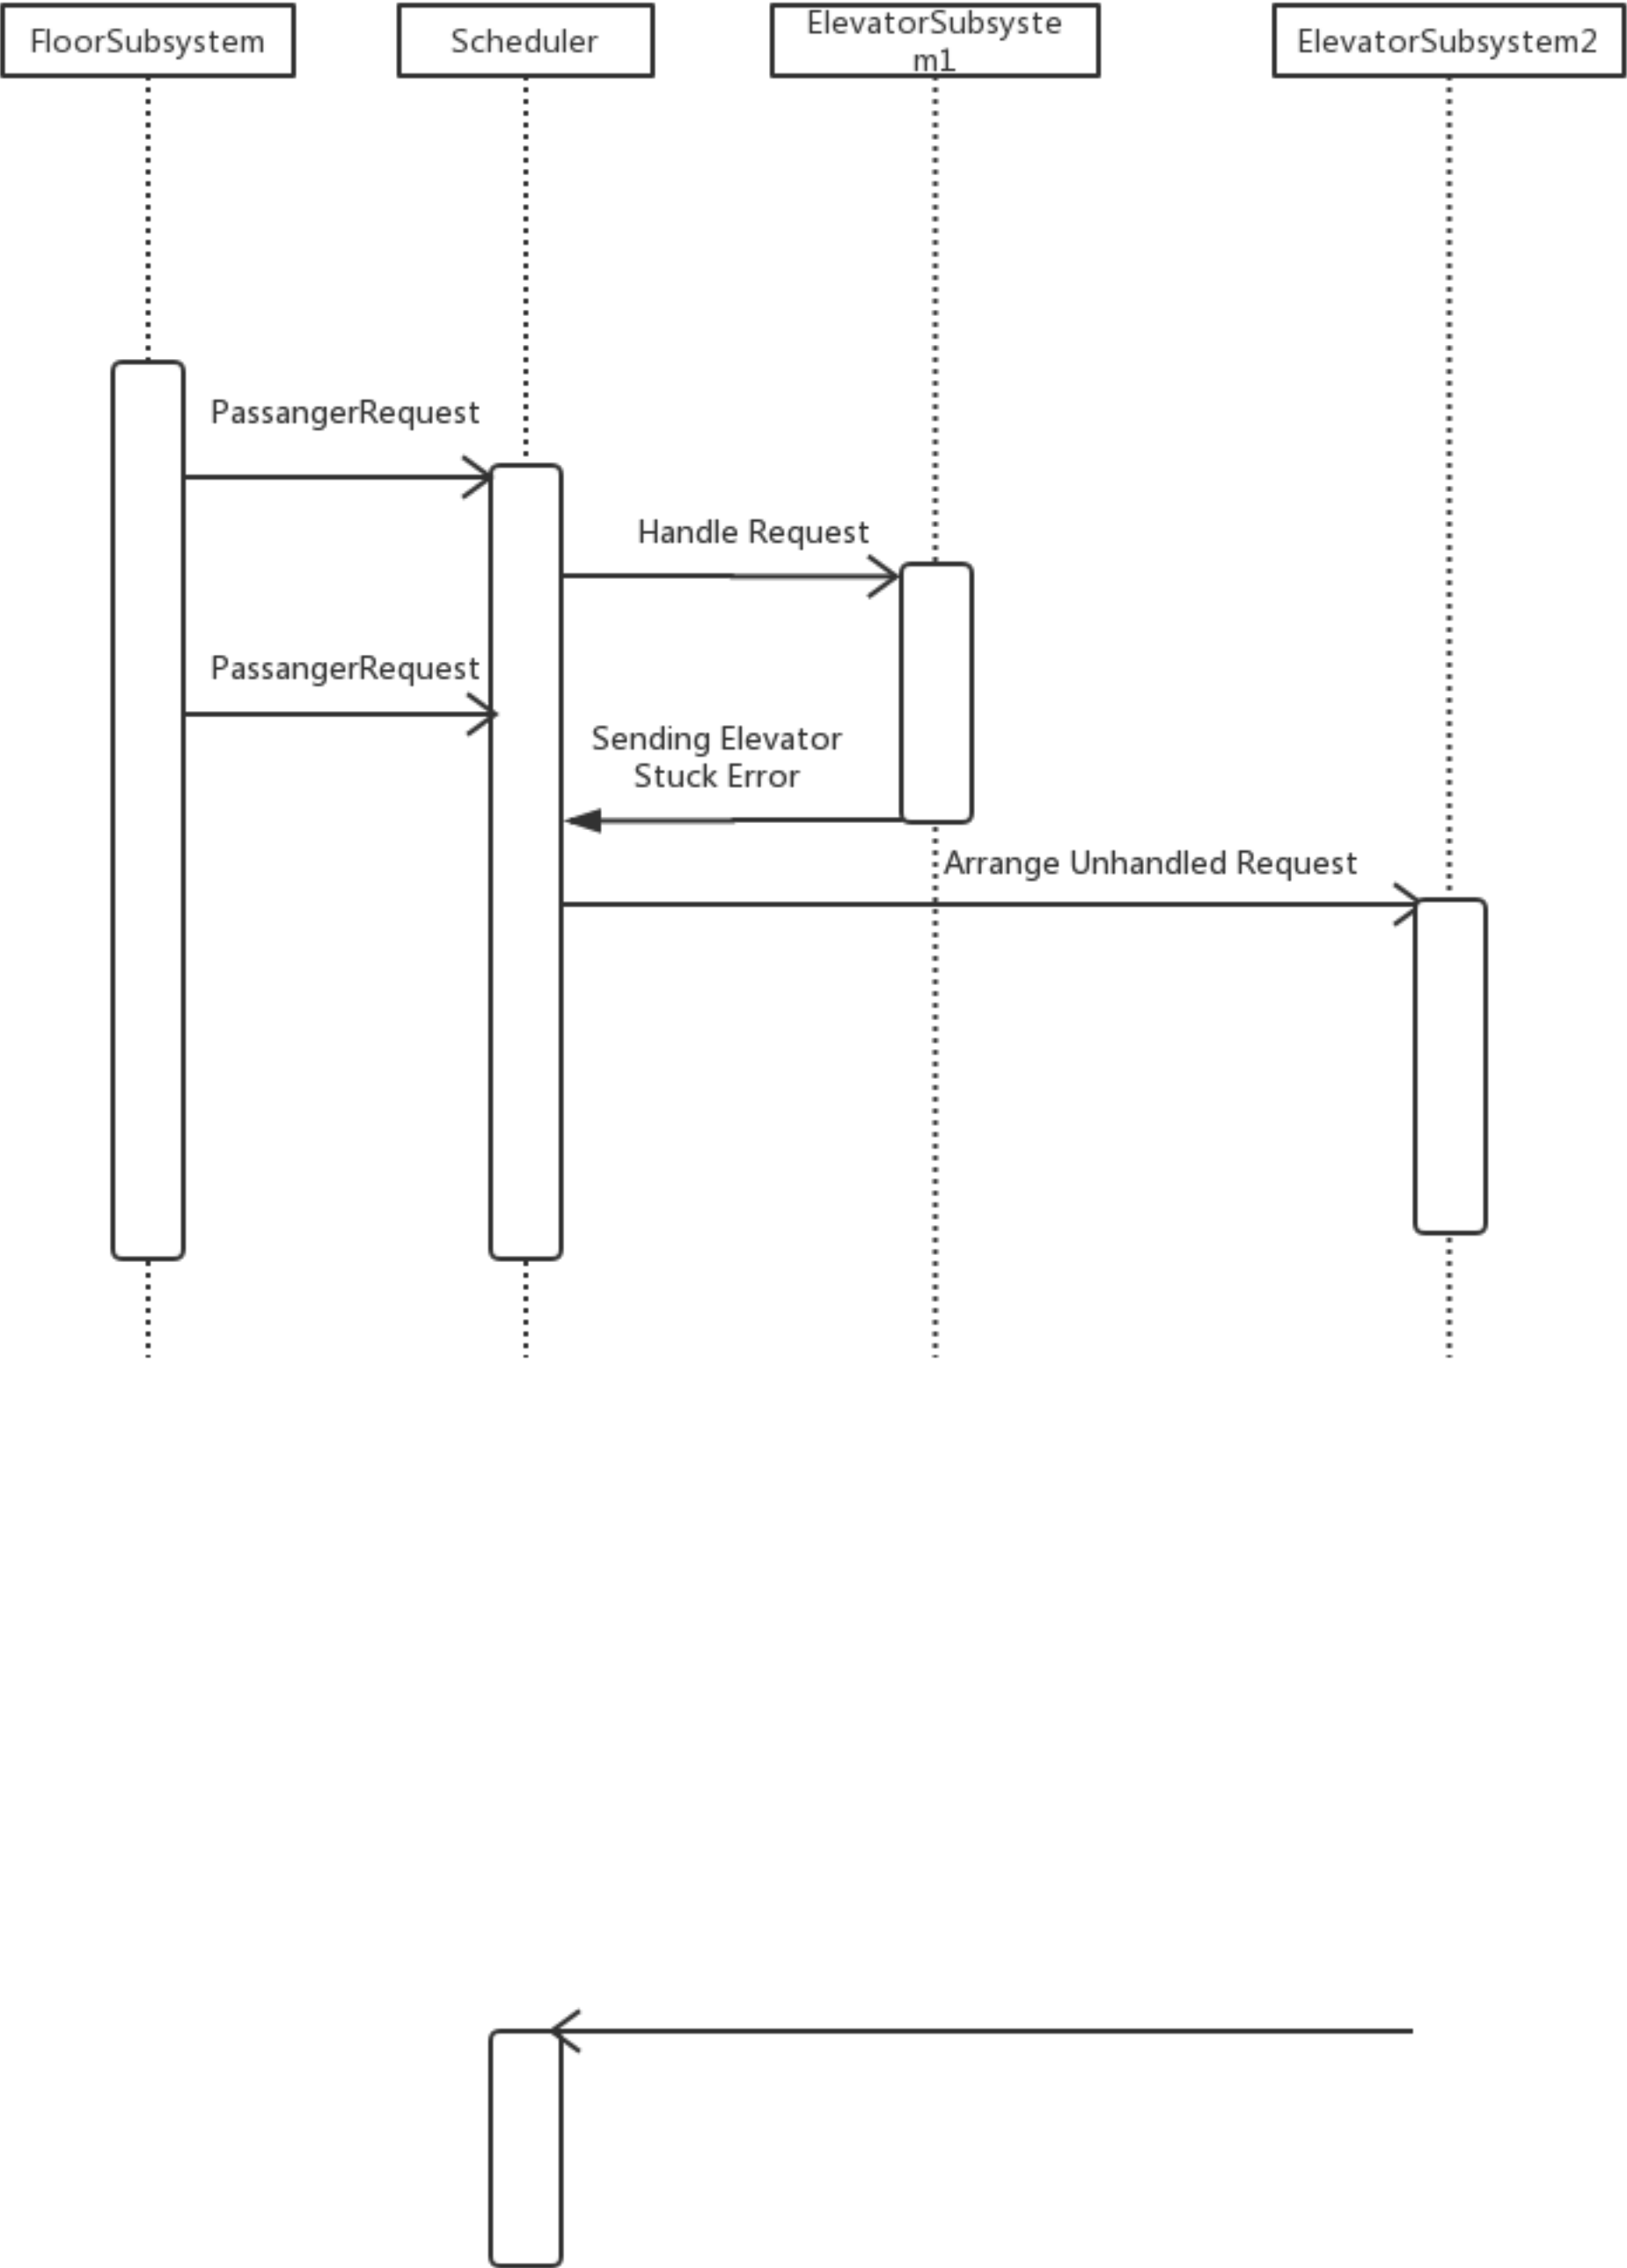 FloorSubsystem
Scheduler
ElevatorSubsyste
m1
ElevatorSubsystem2
PassangerRequest
Handle Request
PassangerRequest
Sending Elevator
Stuck Error
Arrange Unhandled Request